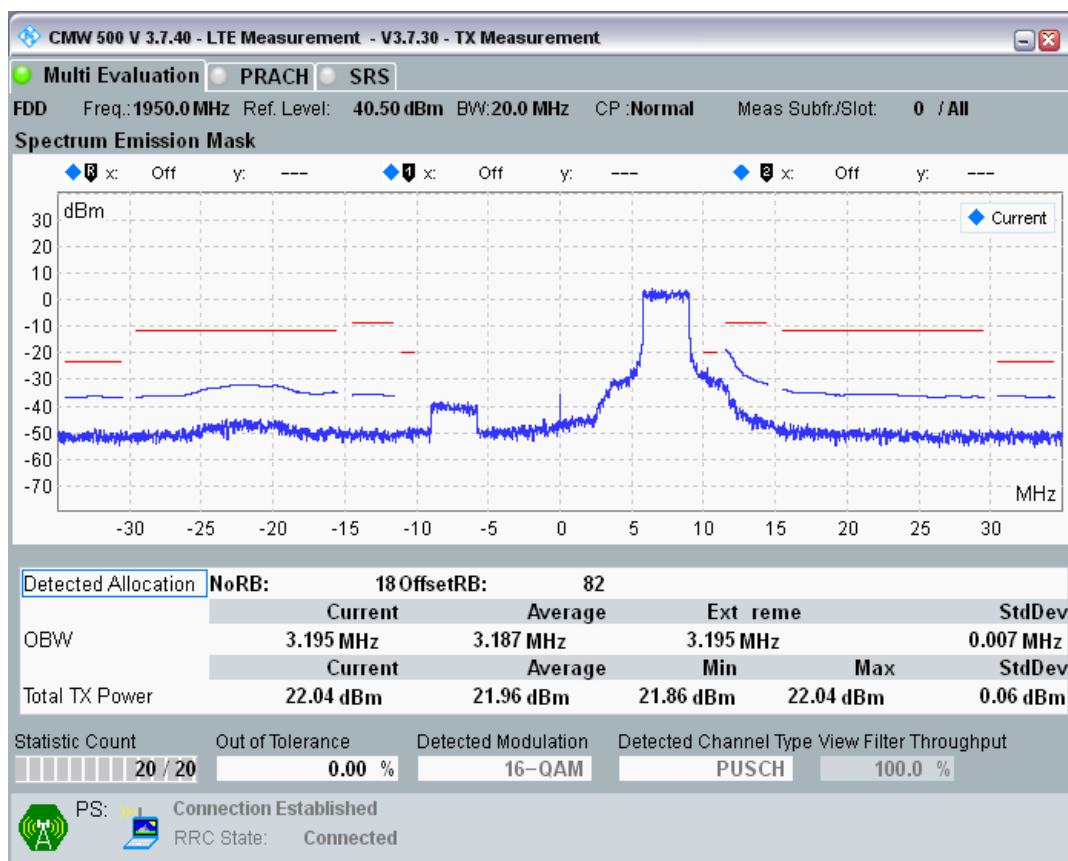 CMW 500 V 3.7.40 - LTE Measurement - V3.7.30 - TX Measurement
Multi Evaluation PRACH SRS
FDD Freg.: 1950.0 MHz Ref. Level: 40.50 dBm BW: 20.0 MHz CP : Normal Meas Subfr./Slot: 0 / All
Spectrum Emission Mask
R x: Off y: --- 1 x: Off y: --- 2 x: Off y: ---
dBm
Current
30
20
10
0
-10
-20
-30
-40
-50
-60
-70
MHz
-30 -25 -20 -15 -10 -5 0 5 10 15 20 25 30
Detected Allocation NoRB: 18 OffsetRB: 82
Current Average Ext reme StdDev
OBW 3.195 MHz 3.187 MHz 3.195 MHz 0.007 MHz
Current Average Min Max StdDev
Total TX Power 22.04 dBm 21.96 dBm 21.86 dBm 22.04 dBm 0.06 dBm
Statistic Count Out of Tolerance Detected Modulation Detected Channel Type View Filter Throughput
20 / 20 0.00 % 16-QAM PUSCH 100.0 %
PS: Connection Established
RRC State: Connected